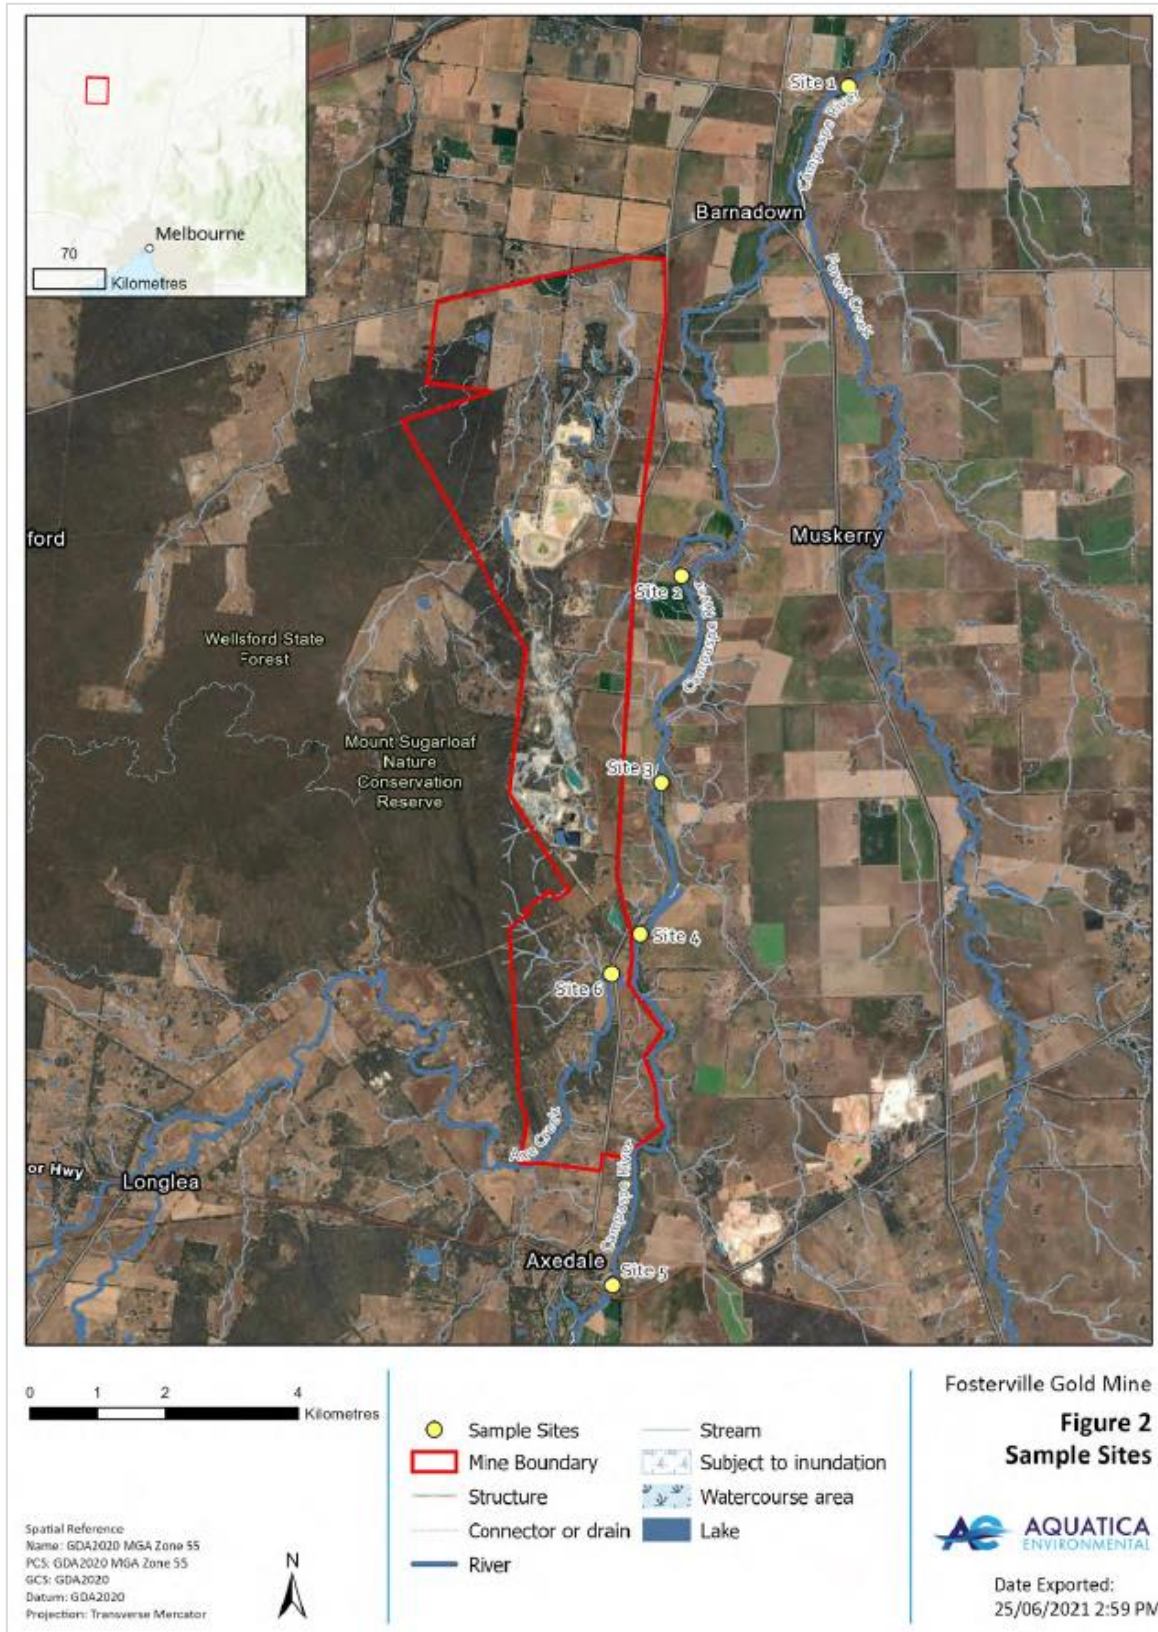 Melbourne
70
Kilometres
Site 1
Campaspe River
Barnadown
Forest Creek
ford
Muskerry
Site 2
Campaspe River
Wellsford State
Forest
Mount Sugarloaf
Nature
Conservation
Reserve
Site 3
Site 4
Site 6
Creek
or Hwy
Longlea
Campaspe River
Axedale
Site 5
0 1 2 4
Kilometres
Sample Sites
Mine Boundary
Structure
Connector or drain
River
Stream
Subject to inundation
Watercourse area
Lake
Fosterville Gold Mine
Figure 2
Sample Sites
AQUATICA
ENVIRONMENTAL
Date Exported:
25/06/2021 2:59 PM
Spatial Reference
Name: GDA2020 MGA Zone 55
PCS: GDA2020 MGA Zone 55
GCS: GDA2020
Datum: GDA2020
Projection: Transverse Mercator
N